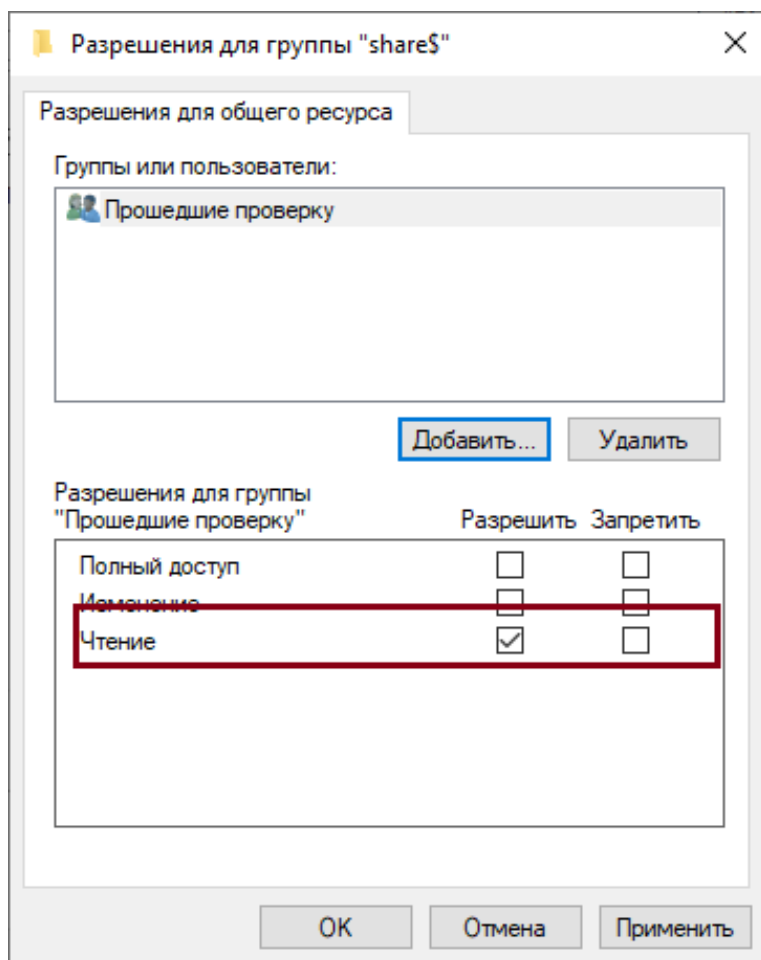 Разрешения для группы "share$"
Разрешения для общего ресурса
Группы или пользователи:
Прошедшие проверку
Добавить...
Удалить
Разрешения для группы
"Прошедшие проверку" Разрешить Запретить
Полный доступ
Изменение
Чтение
ОК
Отмена
Применить